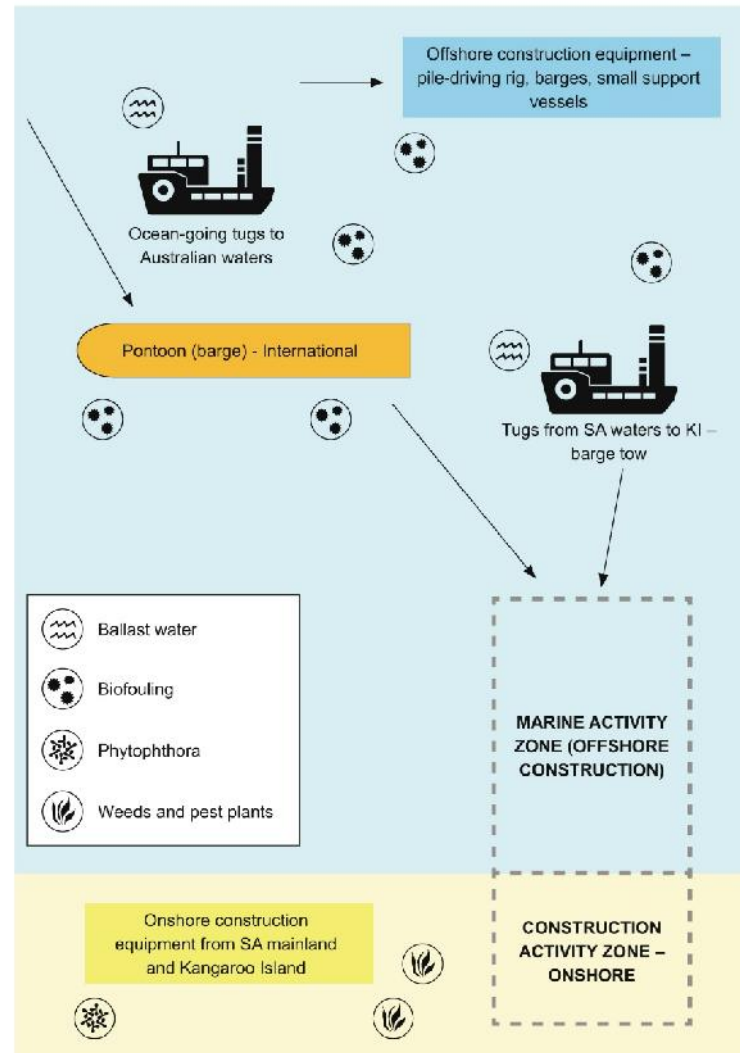 Offshore construction equipment –
pile-driving rig, barges, small support
vessels
Ocean-going tugs to
Australian waters
Pontoon (barge) - International
Tugs from SA waters to KI –
barge tow
Ballast water
Biofouling
Phytophthora
Weeds and pest plants
MARINE ACTIVITY
ZONE (OFFSHORE
CONSTRUCTION)
Onshore construction
equipment from SA mainland
and Kangaroo Island
CONSTRUCTION
ACTIVITY ZONE –
ONSHORE